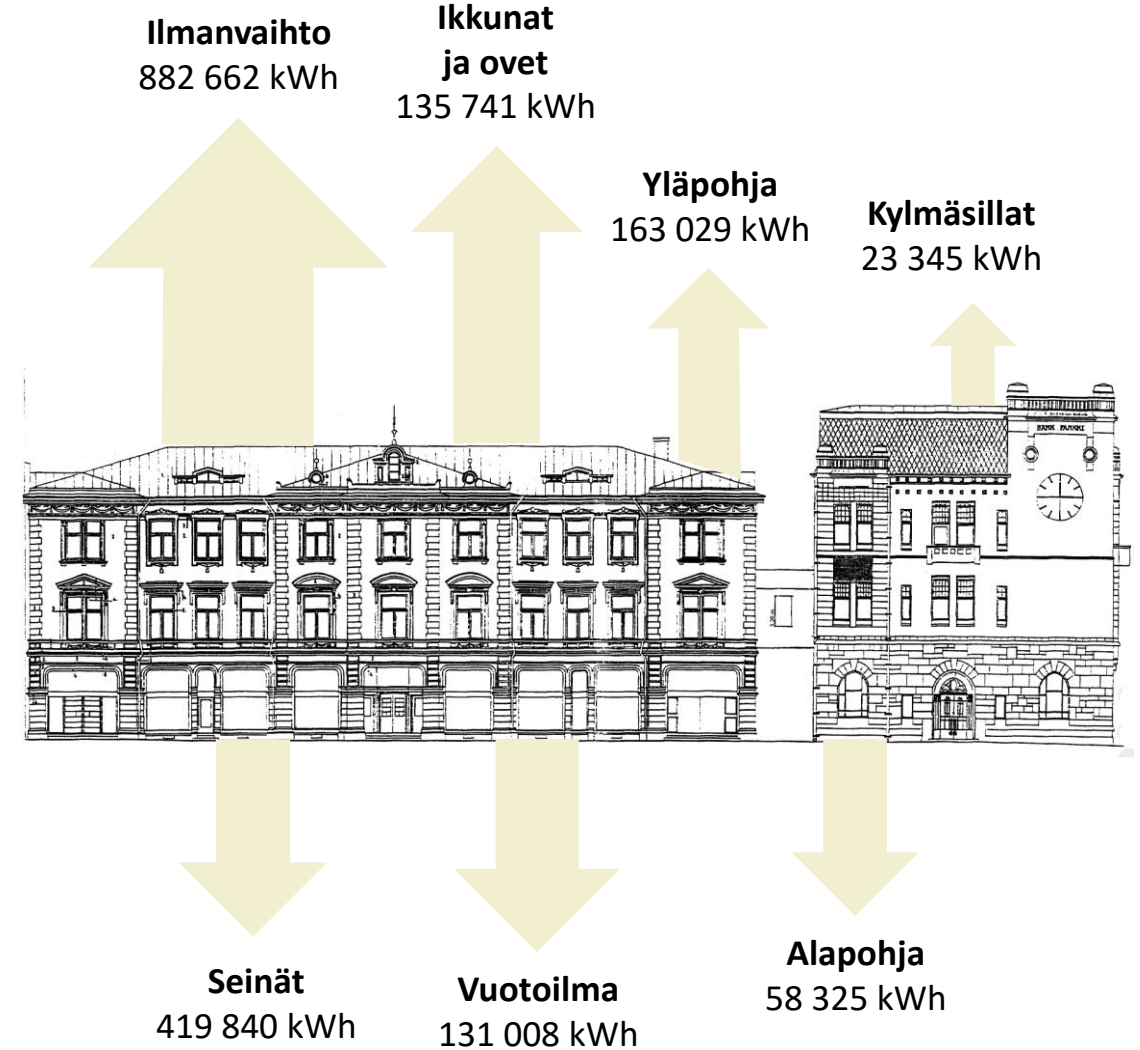 Ilmanvaihto
882 662 kWh
Ikkunat
ja ovet
135 741 kWh
Yläpohja
163 029 kWh
Kylmäsillat
23 345 kWh
Seinät
419 840 kWh
Vuotoilma
131 008 kWh
Alapohja
58 325 kWh